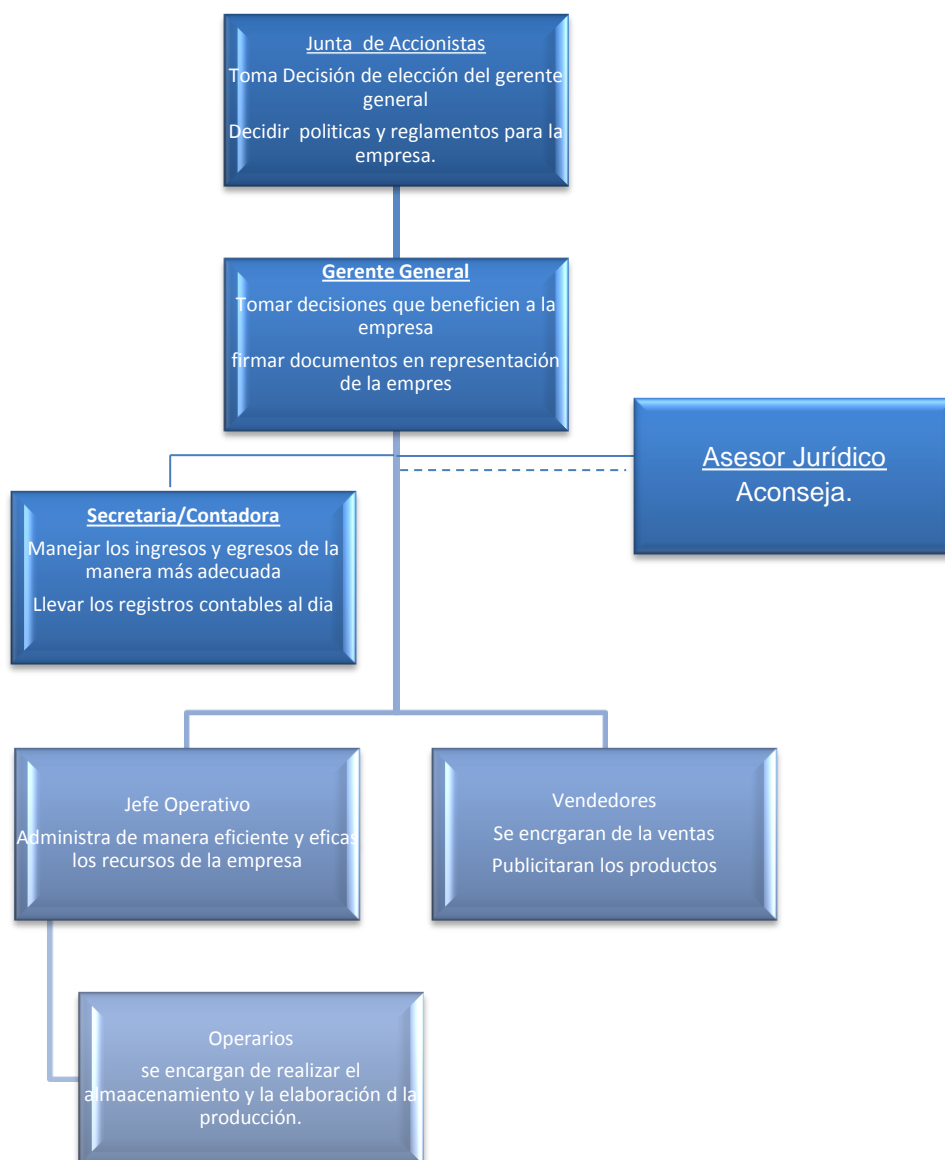 Junta  de Accionistas
Toma Decisión de elección del gerente
general
Decidir  politicas y reglamentos para la
empresa.
Gerente General
Tomar decisiones que beneficien a la
empresa
firmar documentos en representación
de la empres
Asesor Jurídico
Aconseja.
Secretaria/Contadora
Manejar los ingresos y egresos de la
manera más adecuada
Llevar los registros contables al dia
Jefe Operativo
Administra de manera eficiente y eficas
los recursos de la empresa
Vendedores
Se encrgaran de la ventas
Publicitaran los productos
Operarios
se encargan de realizar el
almaacenamiento y la elaboración d la
producción.